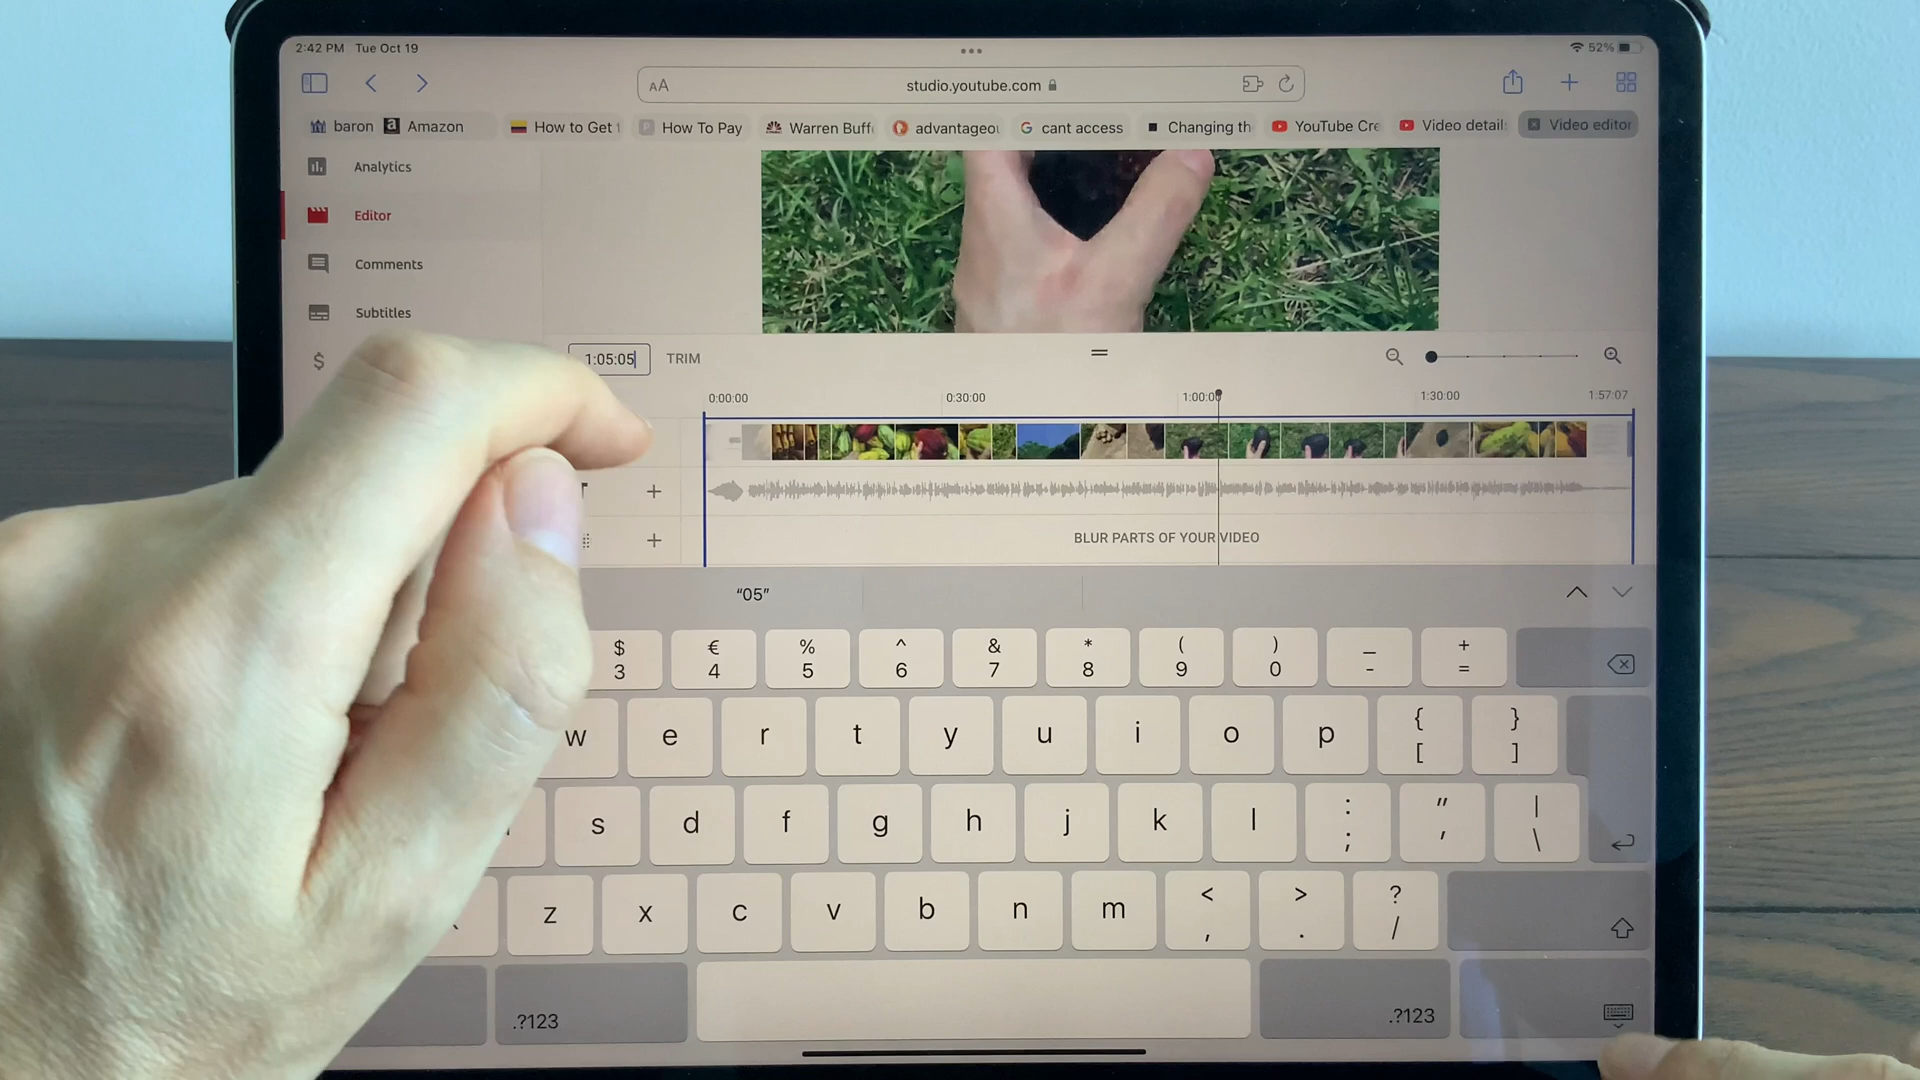 2:42 PM Tue Oct 19
52%
AA studio.youtube.com
baron Amazon How to Get How To Pay Warren Buff advantageou cant access Changing th YouTube Cre Video detail Video editor
Analytics
Editor
Comments
Subtitles
$
1:05:05 TRIM
0:00:00 0:30:00 1:00:00 1:30:00 1:57:07
+
+
BLUR PARTS OF YOUR VIDEO
“05”
$ € % ^ & * ( ) _ +
3 4 5 6 7 8 9 0 - =
w e r t y u i o p { [ } ]
s d f g h j k l : ; " ' | \
z x c v b n m < , > . ? /
.?123 .?123